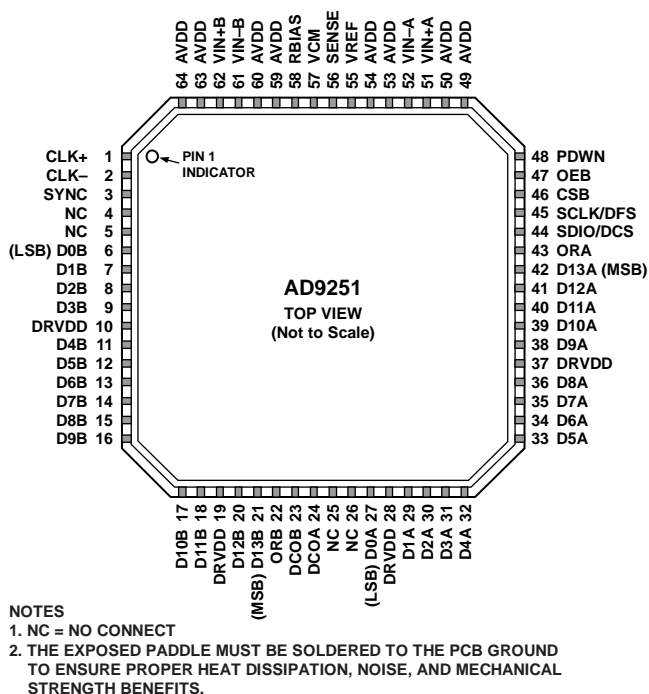 64 AVDD
63 AVDD
62 VIN+B
61 VIN–B
60 AVDD
59 AVDD
58 RBIAS
57 VCM
56 SENSE
55 VREF
54 AVDD
53 AVDD
52 VIN–A
51 VIN+A
50 AVDD
49 AVDD
CLK+ 1
CLK– 2
SYNC 3
NC 4
NC 5
(LSB) D0B 6
D1B 7
D2B 8
D3B 9
DRVDD 10
D4B 11
D5B 12
D6B 13
D7B 14
D8B 15
D9B 16
PIN 1
INDICATOR
AD9251
TOP VIEW
(Not to Scale)
48 PDWN
47 OEB
46 CSB
45 SCLK/DFS
44 SDIO/DCS
43 ORA
42 D13A (MSB)
41 D12A
40 D11A
39 D10A
38 D9A
37 DRVDD
36 D8A
35 D7A
34 D6A
33 D5A
D10B 17
D11B 18
DRVDD 19
D12B 20
(MSB) D13B 21
ORB 22
DCOB 23
DCOA 24
NC 25
NC 26
(LSB) D0A 27
DRVDD 28
D1A 29
D2A 30
D3A 31
D4A 32
NOTES
1. NC = NO CONNECT
2. THE EXPOSED PADDLE MUST BE SOLDERED TO THE PCB GROUND
TO ENSURE PROPER HEAT DISSIPATION, NOISE, AND MECHANICAL
STRENGTH BENEFITS.